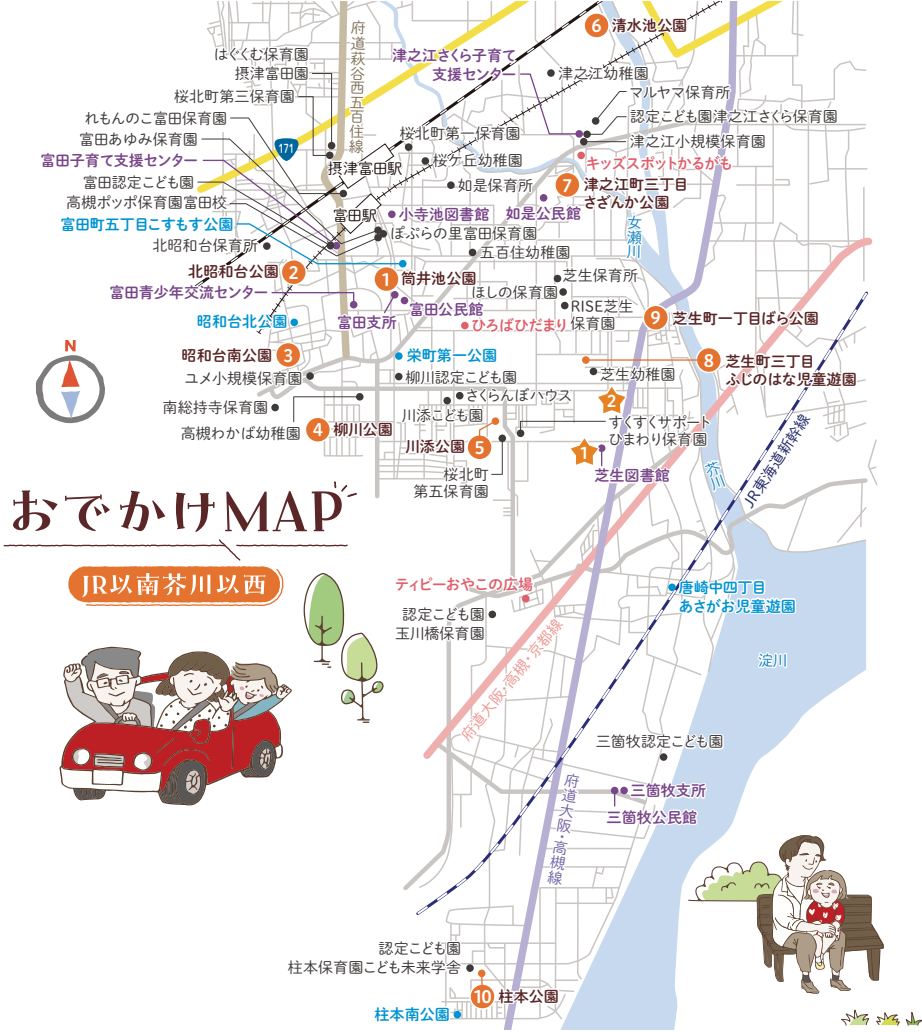 6 清水池公園
府道萩谷西五百住線
津之江さくら子育て
支援センター
はぐくむ保育園
摂津富田園
津之江幼稚園
桜北町第三保育園
マルヤマ保育所
れもんのこ富田保育園
認定こども園津之江さくら保育園
富田あゆみ保育園
171
桜北町第一保育園
津之江小規模保育園
富田子育て支援センター
摂津富田駅
桜ケ丘幼稚園
キッズスポットかるがも
富田認定こども園
如是保育所
7 津之江町三丁目
さざんか公園
高槻ポッポ保育園富田校
富田駅
小寺池図書館
如是公民館
富田町五丁目こすもす公園
女瀬川
ぽぷらの里富田保育園
北昭和台保育所
五百住幼稚園
北昭和台公園 2
1 筒井池公園
芝生保育所
富田青少年交流センター
ほしの保育園
富田公民館
RISE芝生
保育園
昭和台北公園
富田支所
ひろばひだまり
9 芝生町一丁目ばら公園
N
昭和台南公園 3
栄町第一公園
8 芝生町三丁目
ふじのはな児童遊園
ユメ小規模保育園
柳川認定こども園
芝生幼稚園
さくらんぼハウス
2
南総持寺保育園
川添こども園
すくすくサポート
ひまわり保育園
高槻わかば幼稚園
4 柳川公園
川添公園 5
1
芝生図書館
桜北町
第五保育園
芥川
JR東海道新幹線
おでかけMAP
JR以南芥川以西
ティピーおやこの広場
唐崎中四丁目
あさがお児童遊園
認定こども園
玉川橋保育園
府道大阪・高槻・京都線
淀川
三箇牧認定こども園
三箇牧支所
三箇牧公民館
府道大阪・高槻線
認定こども園
柱本保育園こども未来学舎
10 柱本公園
柱本南公園